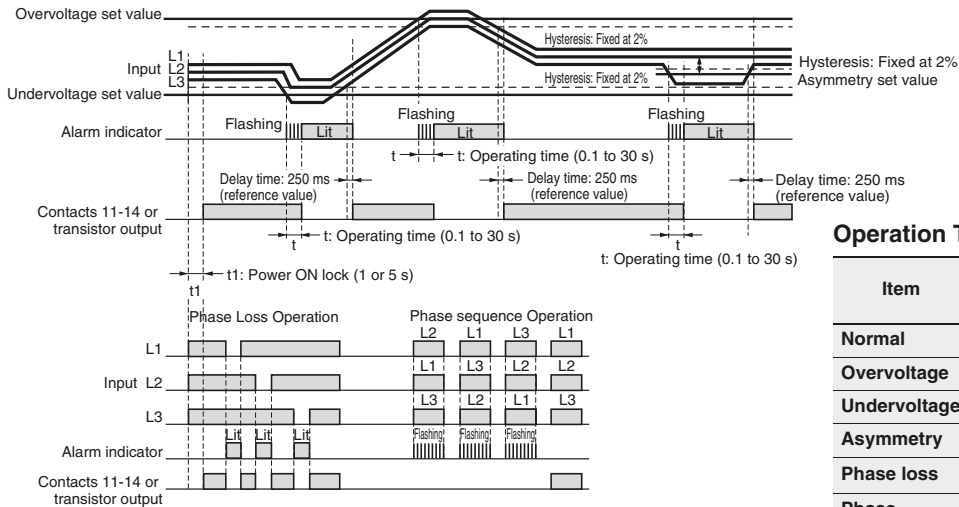 Overvoltage set value
Hysteresis: Fixed at 2%
L1
Input L2
L3
Hysteresis: Fixed at 2%
Hysteresis: Fixed at 2%
Asymmetry set value
Undervoltage set value
Flashing
Flashing
Flashing
Alarm indicator
Lit
Lit
Lit
t
t: Operating time (0.1 to 30 s)
Delay time: 250 ms
(reference value)
Delay time: 250 ms
(reference value)
Delay time: 250 ms
(reference value)
Contacts 11-14 or
transistor output
t
t: Operating time (0.1 to 30 s)
t
t: Operating time (0.1 to 30 s)
t1: Power ON lock (1 or 5 s)
t1
Phase Loss Operation
Phase sequence Operation
L1
L2
L1
L3
L1
Input L2
L1
L3
L2
L2
L3
L3
L2
L1
L3
Alarm indicator
Lit
Lit
Lit
Flashing
Flashing
Flashing
Contacts 11-14 or
transistor output
Operation T
Item
Normal
Overvoltage
Undervoltage
Asymmetry
Phase loss
Phase